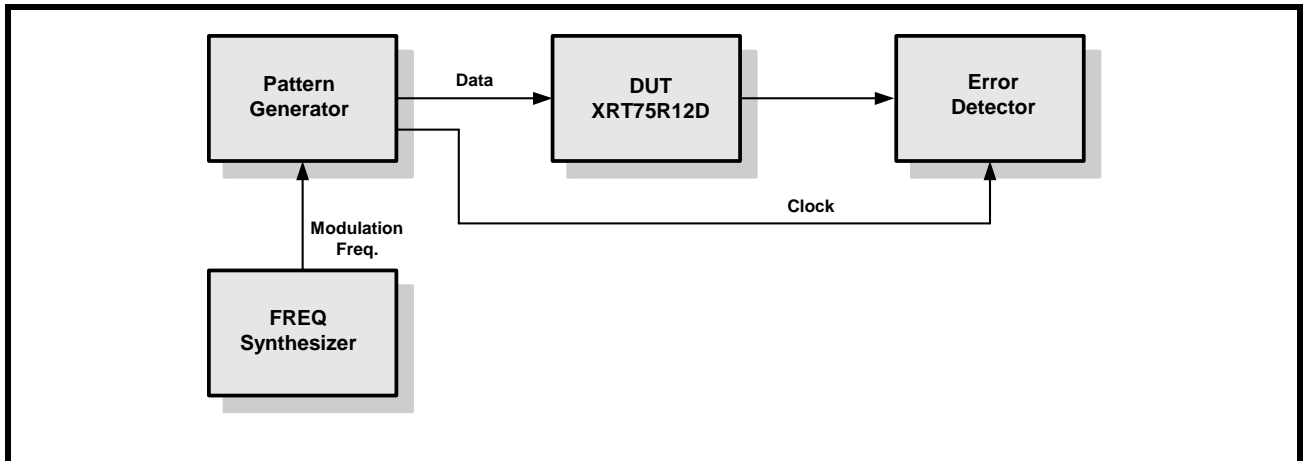 Pattern
Generator
Data
DUT
XRT75R12D
Error
Detector
Clock
Modulation
Freq.
FREQ
Synthesizer